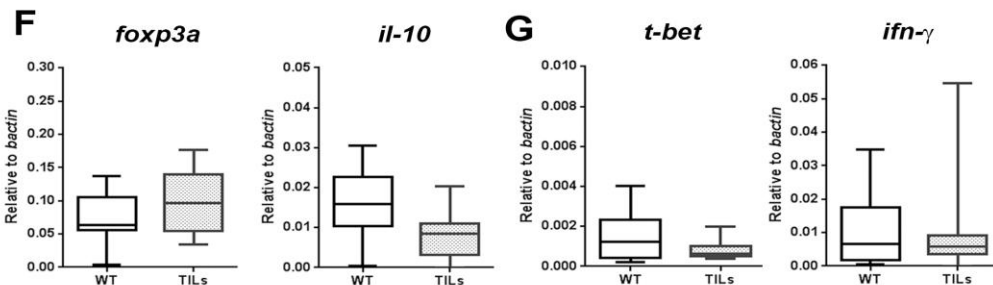 F
foxp3a
Relative to bactin
0.30
0.25
0.20
0.15
0.10
0.05
0.00
WT TILs
il-10
Relative to bactin
0.05
0.04
0.03
0.02
0.01
0.00
WT TILs
G
t-bet
Relative to bactin
0.010
0.008
0.006
0.004
0.002
0.000
WT TILs
ifn-γ
Relative to bactin
0.06
0.05
0.04
0.03
0.02
0.01
0.00
WT TILs